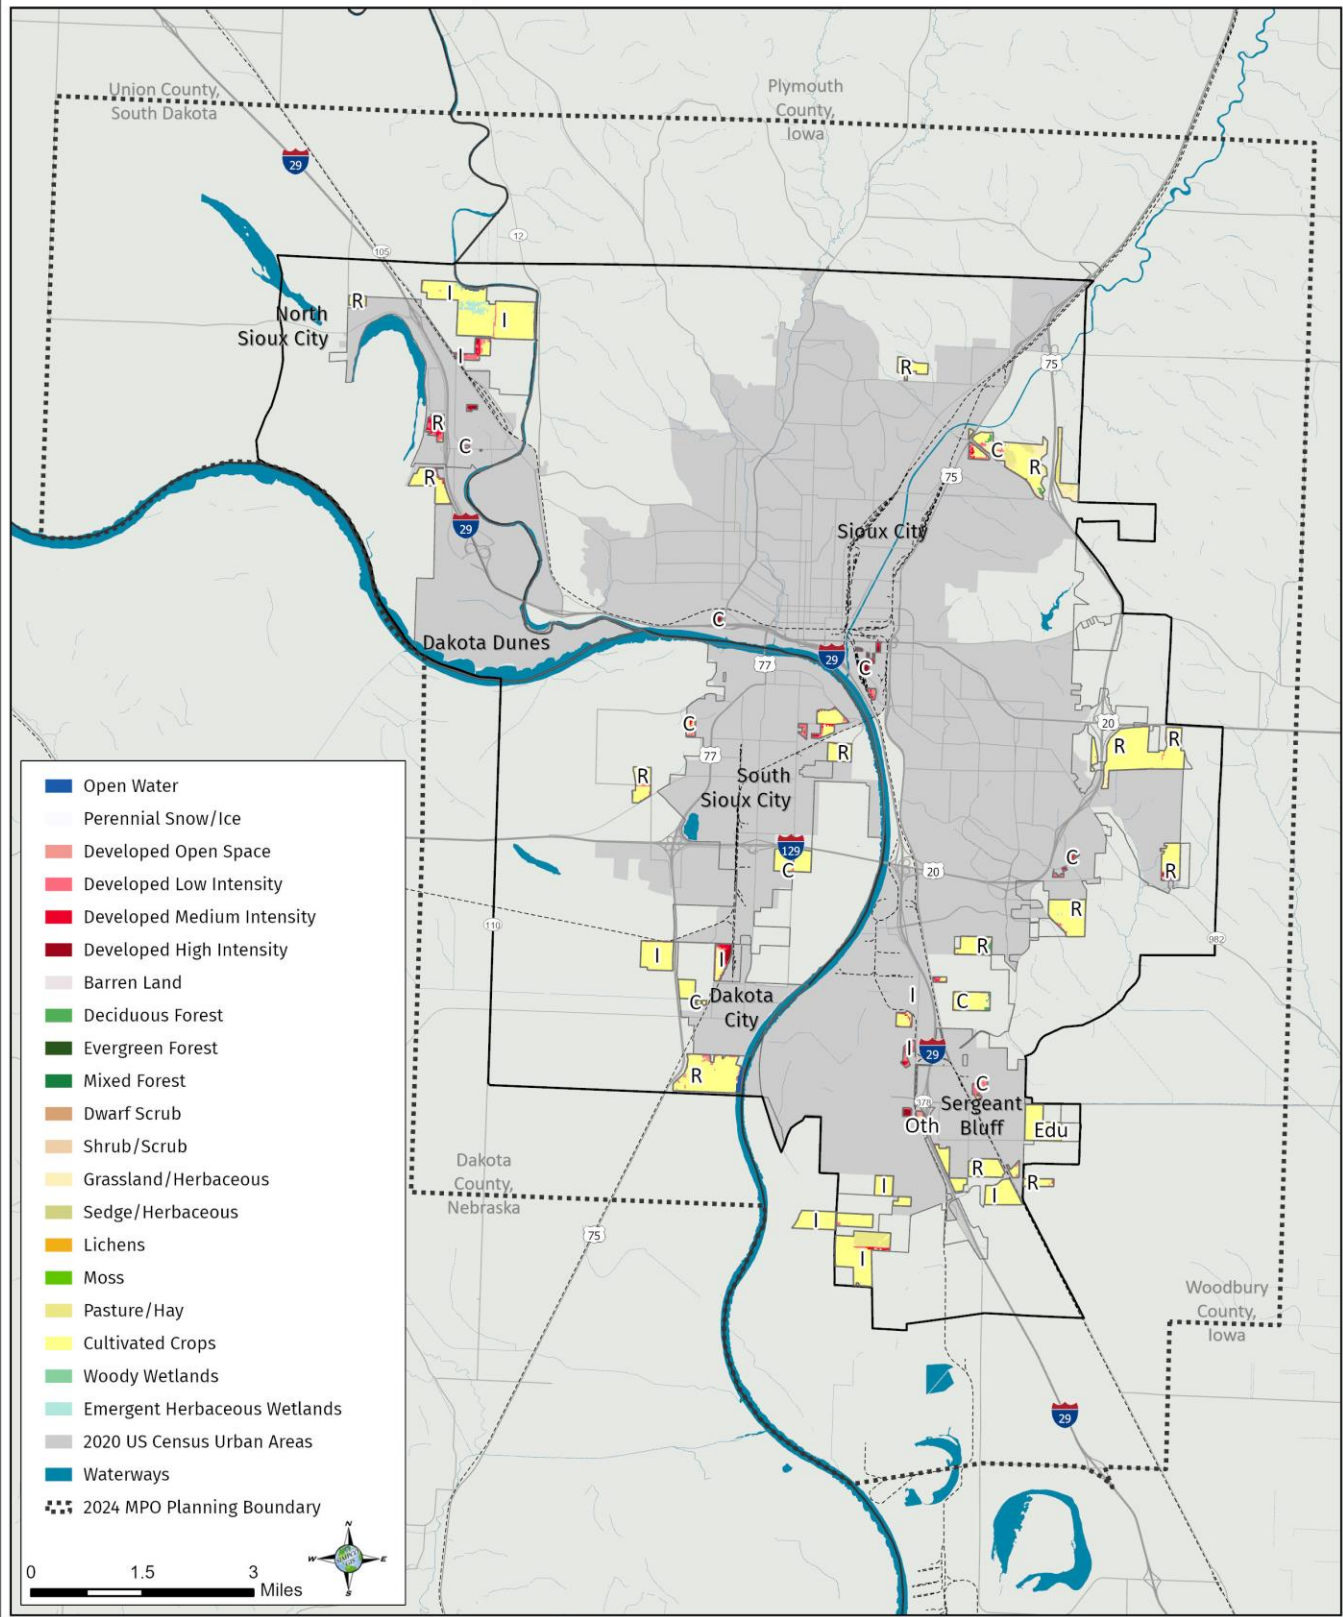 Union County,
South Dakota
Plymouth
County,
Iowa
29
12
105
R
North
Sioux City
I
I
I
R
75
R
C
C
R
75
R
29
Sioux City
Dakota Dunes
C
77
29
C
C
77
R
20
R
R
R
South
Sioux City
129
C
20
C
R
R
110
I
I
R
982
C
Dakota
City
I
C
I
29
R
C
378
Sergeant
Bluff
Oth
Edu
Dakota
County,
Nebraska
R
R
I
I
I
75
I
Woodbury
County,
Iowa
29
Open Water
Perennial Snow/Ice
Developed Open Space
Developed Low Intensity
Developed Medium Intensity
Developed High Intensity
Barren Land
Deciduous Forest
Evergreen Forest
Mixed Forest
Dwarf Scrub
Shrub/Scrub
Grassland/Herbaceous
Sedge/Herbaceous
Lichens
Moss
Pasture/Hay
Cultivated Crops
Woody Wetlands
Emergent Herbaceous Wetlands
2020 US Census Urban Areas
Waterways
2024 MPO Planning Boundary
N
W E
S
0 1.5 3
Miles